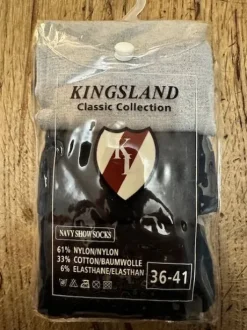 KINGSLAND
Classic Collection
KL
NAVY SHOW SOCKS
61% NYLON/NYLON
33% COTTON/BAUMWOLLE
6% ELASTHANE/ELASTHAN
36-41